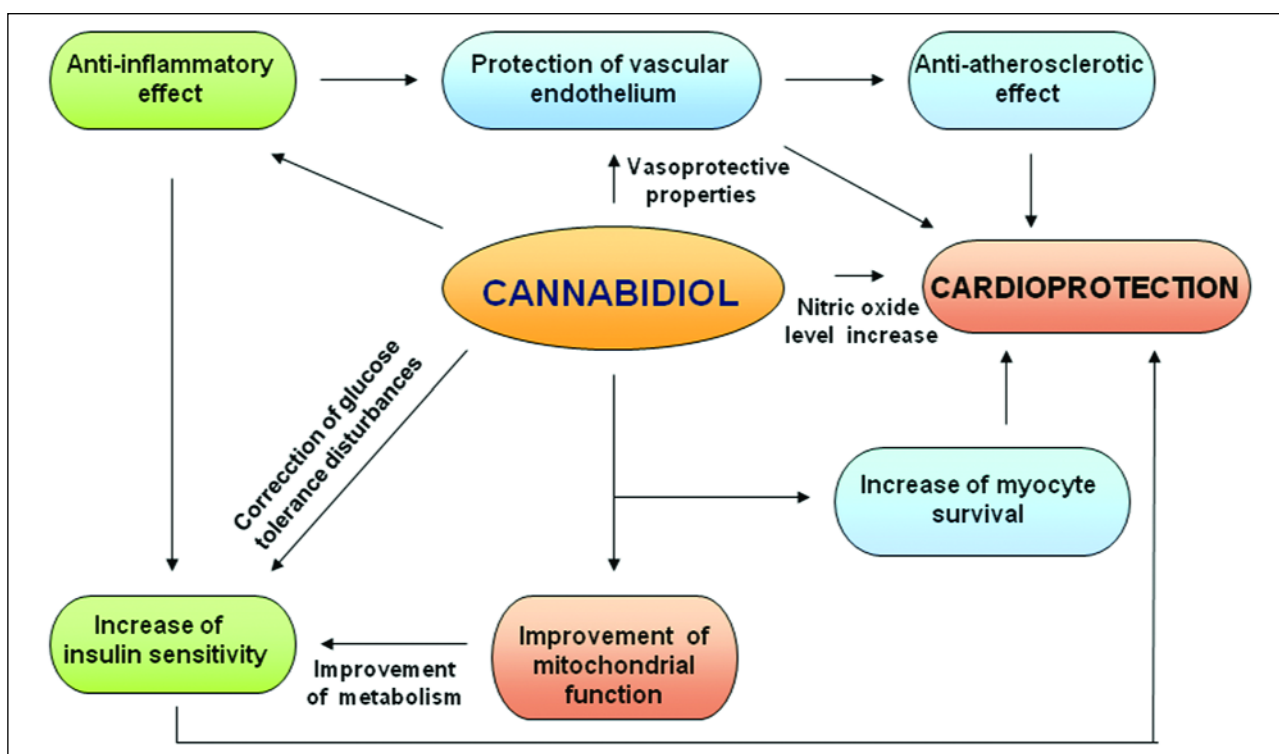 Anti-inflammatory
effect
Protection of vascular
endothelium
Anti-atherosclerotic
effect
Vasoprotective
properties
CANNABIDIOL
CARDIOPROTECTION
Nitric oxide
level increase
Correcction of glucose
tolerance disturbances
Increase of myocyte
survival
Increase of
insulin sensitivity
Improvement
of metabolism
Improvement of
mitochondrial
function